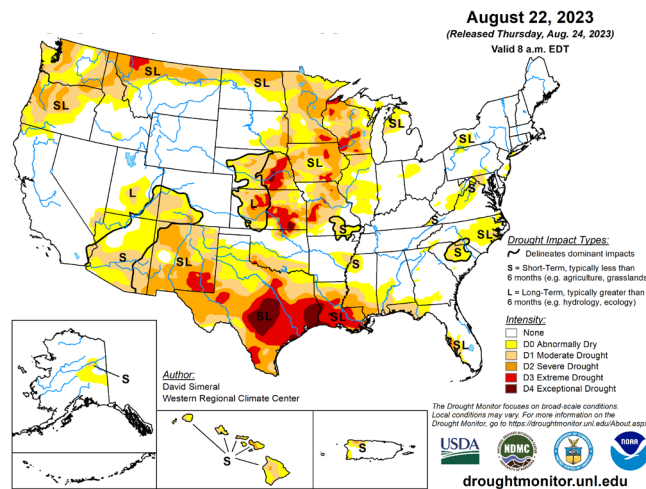 August 22, 2023
(Released Thursday, Aug. 24, 2023)
Valid 8 a.m. EDT
SL
SL
SL
SL
SL
SL
L
L
S
S
S
SL
S
S
SL
S
SL
SL
SL
Drought Impact Types:
Delineates dominant impacts
S = Short-Term, typically less than
6 months (e.g. agriculture, grasslands
L = Long-Term, typically greater than
6 months (e.g. hydrology, ecology)
Intensity:
None
D0 Abnormally Dry
D1 Moderate Drought
D2 Severe Drought
D3 Extreme Drought
D4 Exceptional Drought
S
Author:
David Simeral
Western Regional Climate Center
S
S
The Drought Monitor focuses on broad-scale conditions.
Local conditions may vary. For more information on the
Drought Monitor, go to https://droughtmonitor.unl.edu/About.asp
USDA
NDMC
NOAA
droughtmonitor.unl.edu